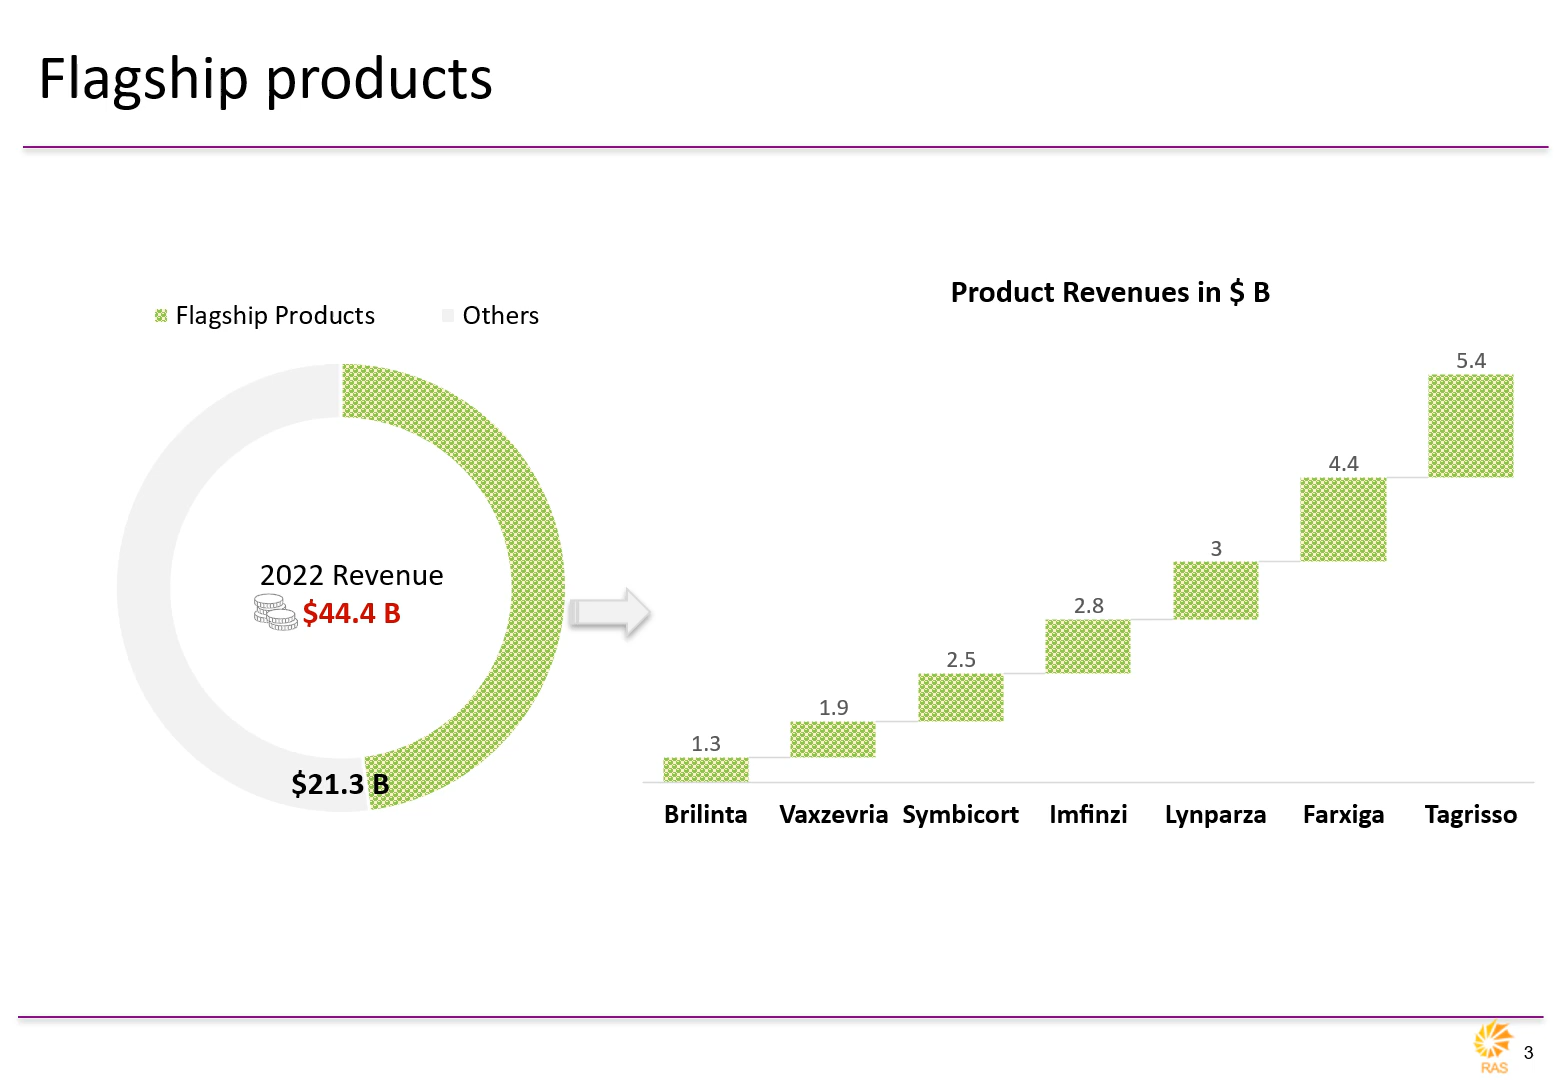 Flagship products
Flagship Products
Others
2022 Revenue
$44.4 B
$21.3 B
Product Revenues in $ B
1.3
1.9
2.5
2.8
3
4.4
5.4
Brilinta
Vaxzevria
Symbicort
Imfinzi
Lynparza
Farxiga
Tagrisso
RAS
3